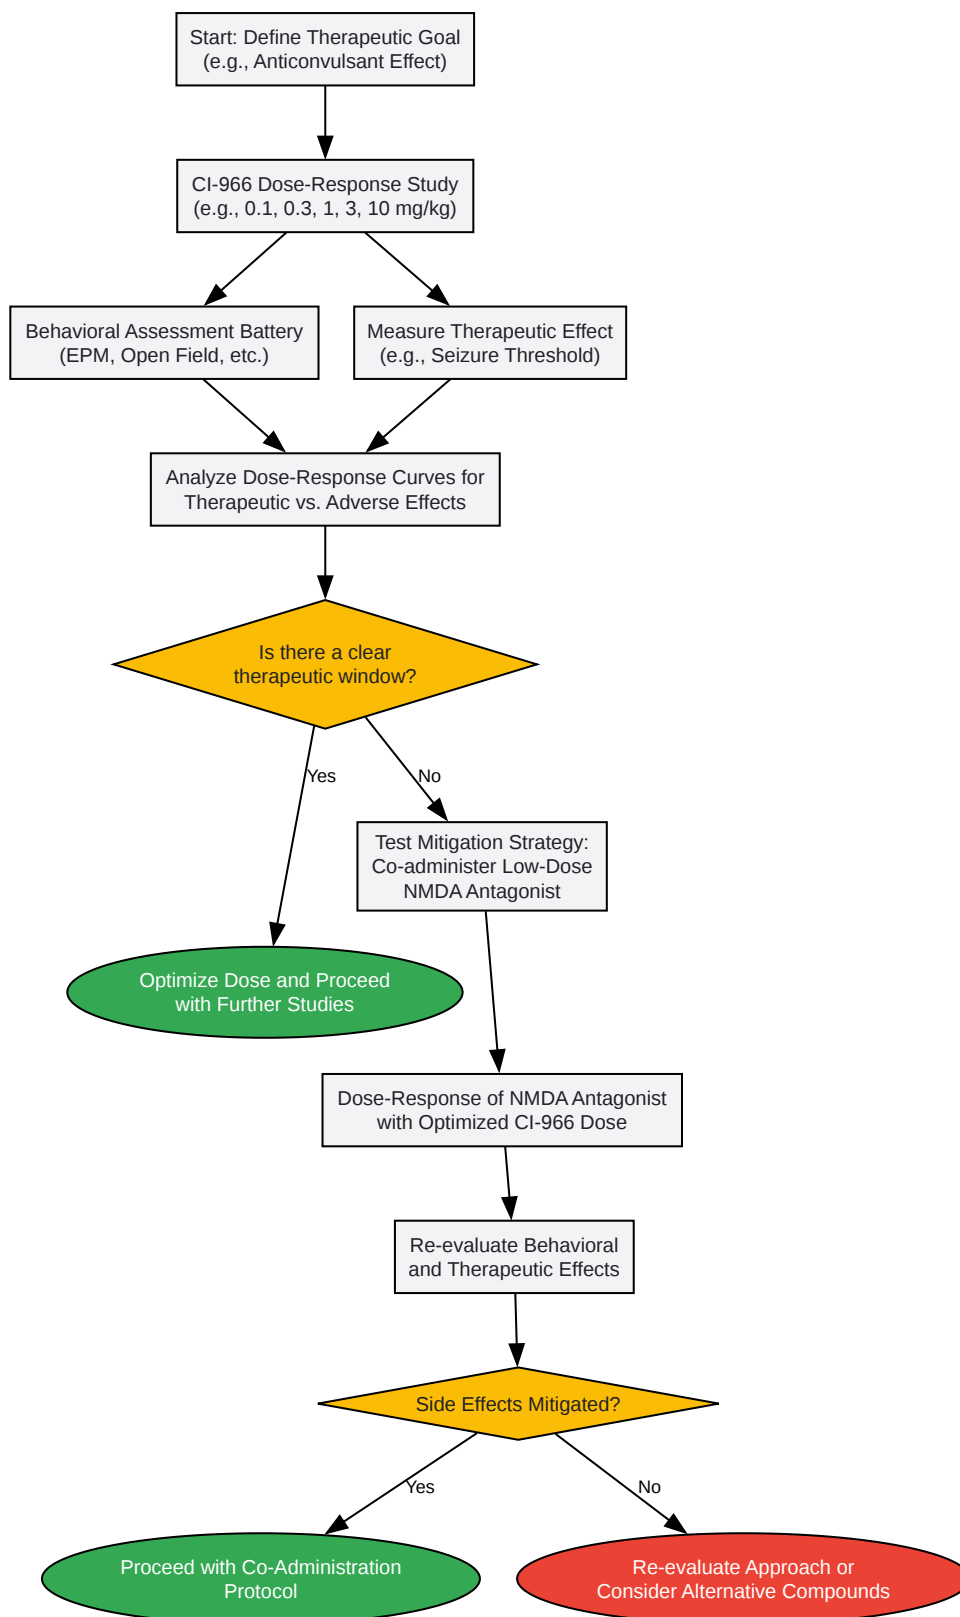 Start: Define Therapeutic Goal
(e.g., Anticonvulsant Effect)
CI-966 Dose-Response Study
(e.g., 0.1, 0.3, 1, 3, 10 mg/kg)
Behavioral Assessment Battery
(EPM, Open Field, etc.)
Measure Therapeutic Effect
(e.g., Seizure Threshold)
Analyze Dose-Response Curves for
Therapeutic vs. Adverse Effects
Is there a clear
therapeutic window?
Yes
No
Test Mitigation Strategy:
Co-administer Low-Dose
NMDA Antagonist
Optimize Dose and Proceed
with Further Studies
Dose-Response of NMDA Antagonist
with Optimized CI-966 Dose
Re-evaluate Behavioral
and Therapeutic Effects
Side Effects Mitigated?
Yes
No
Proceed with Co-Administration
Protocol
Re-evaluate Approach or
Consider Alternative Compounds